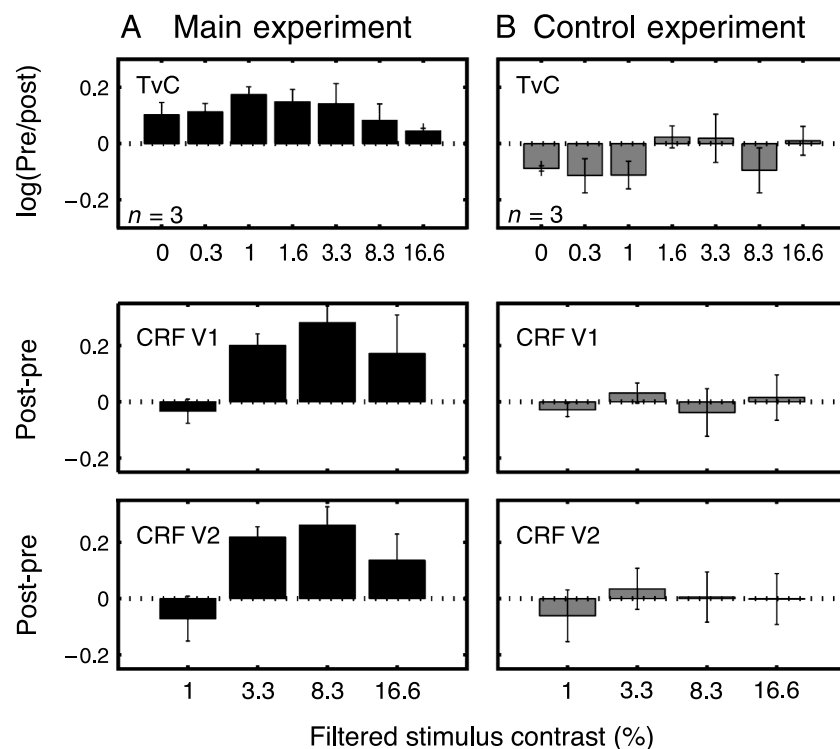 A Main experiment
B Control experiment
log(Pre/post)
0.2
0
−0.2
TvC
n = 3
0 0.3 1 1.6 3.3 8.3 16.6
TvC
n = 3
0 0.3 1 1.6 3.3 8.3 16.6
Post-pre
0.2
0
−0.2
CRF V1
CRF V1
Post-pre
0.2
0
−0.2
CRF V2
1 3.3 8.3 16.6
CRF V2
1 3.3 8.3 16.6
Filtered stimulus contrast (%)